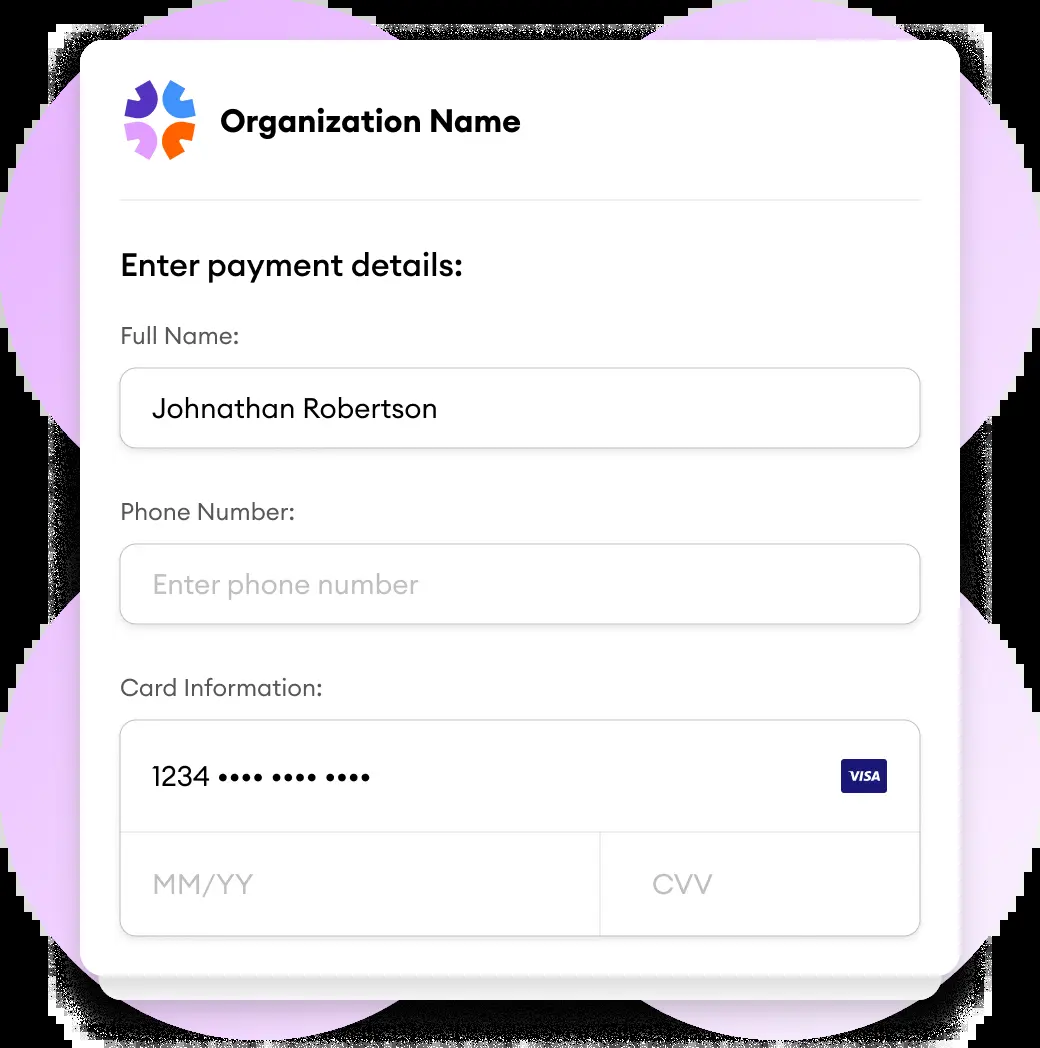 Organization Name
Enter payment details:
Full Name:
Johnathan Robertson
Phone Number:
Enter phone number
Card Information:
1234 •••• •••• •••• VISA
MM/YY CVV